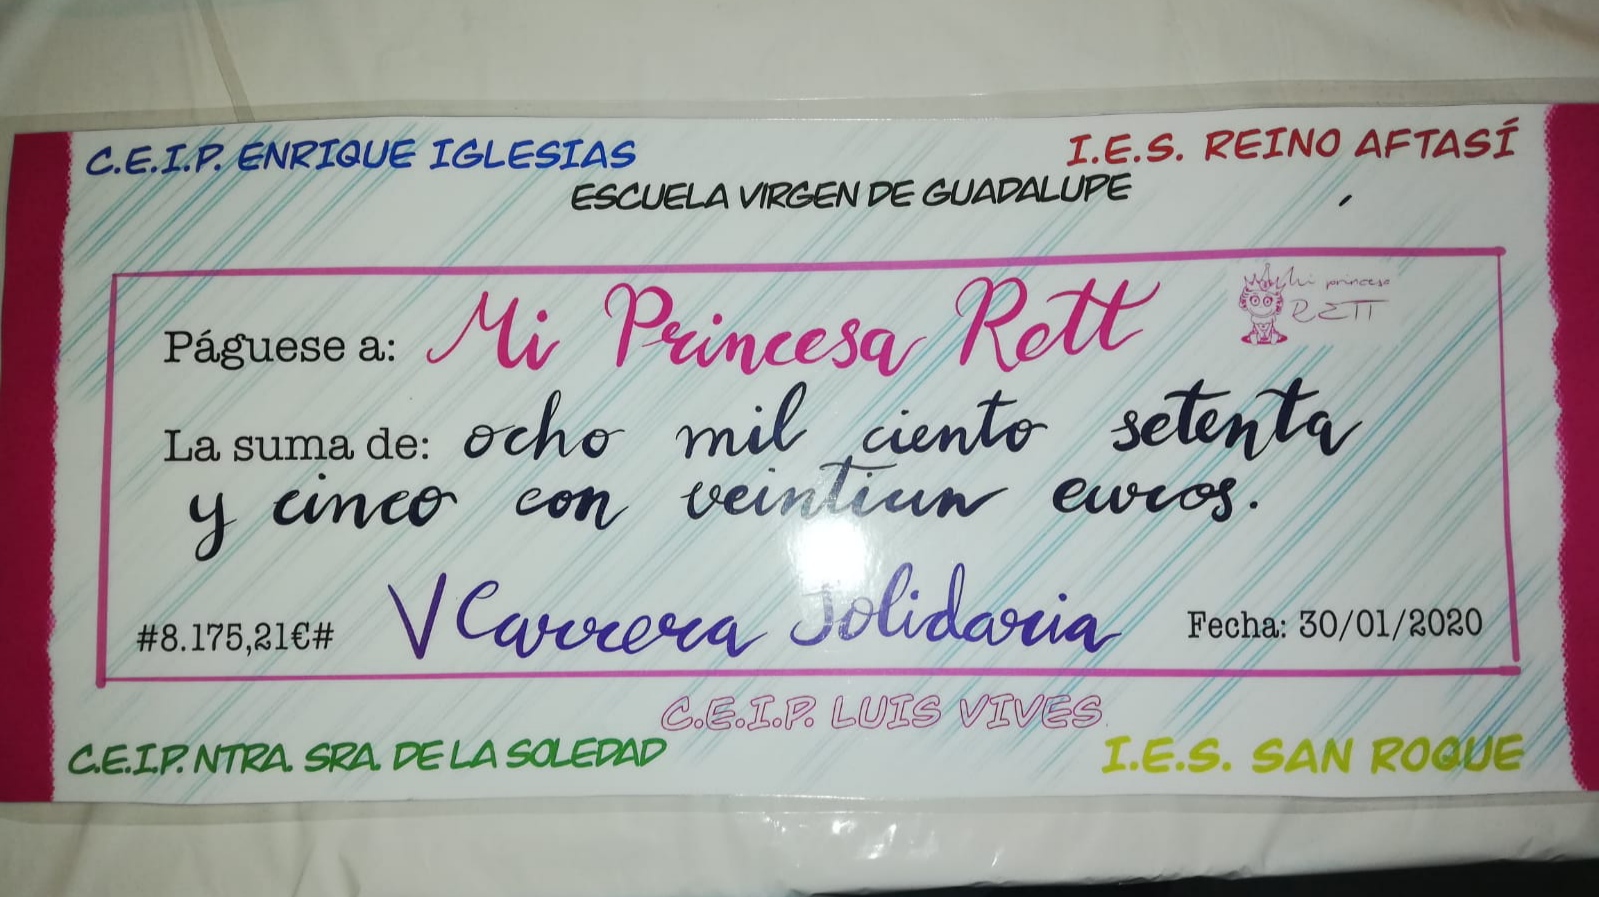 C.E.I.P. ENRIQUE IGLESIAS
I.E.S. REINO AFTASÍ
ESCUELA VIRGEN DE GUADALUPE
Páguese a: Mi Princesa Rett
Mi princesa
RETT
La suma de: ocho mil ciento setenta
y cinco con veintiun euros.
#8.175,21€# V Carrera Solidaria Fecha: 30/01/2020
C.E.I.P. LUIS VIVES
C.E.I.P. NTRA. SRA. DE LA SOLEDAD
I.E.S. SAN ROQUE